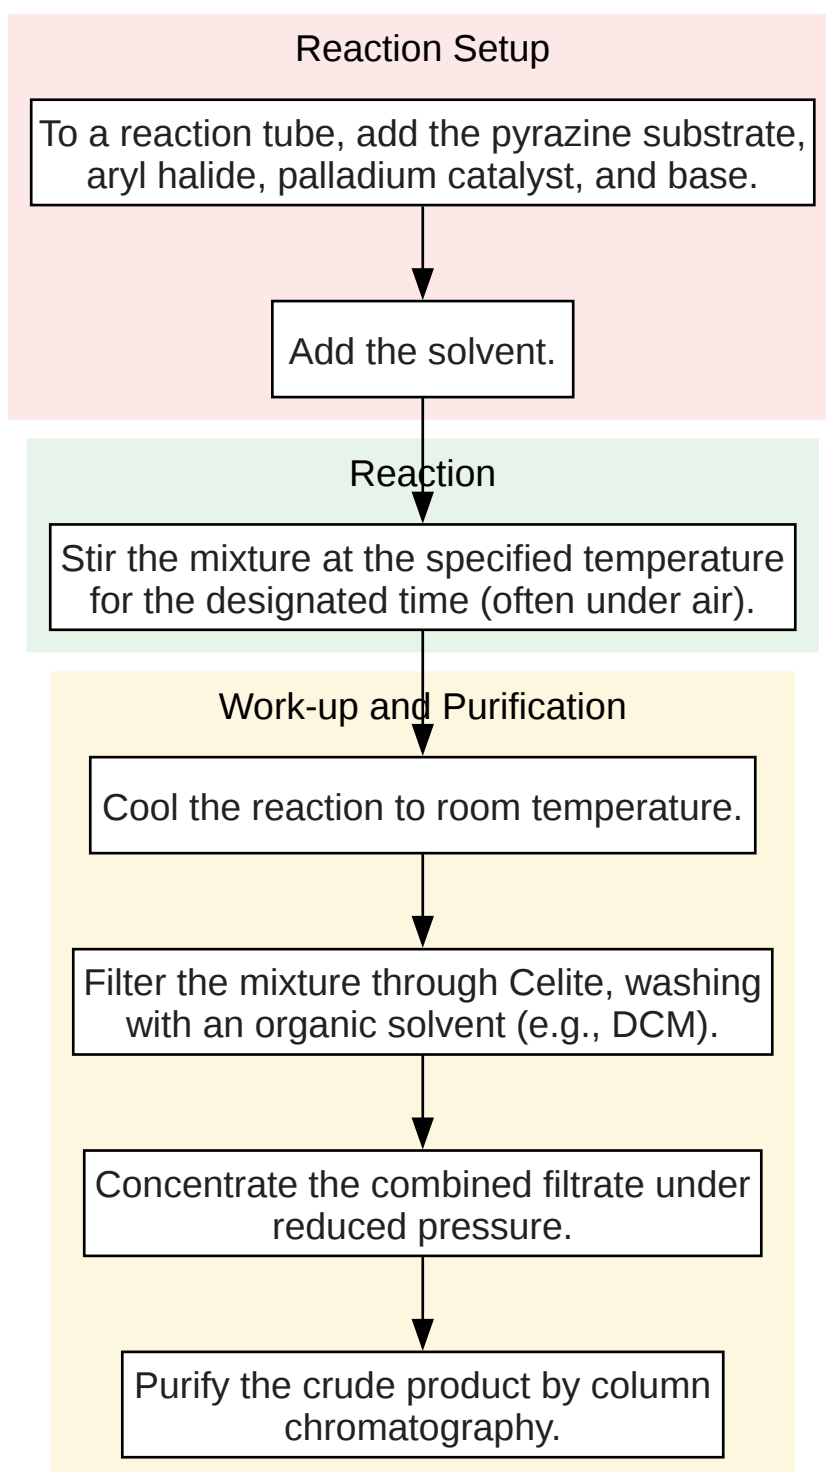 Reaction Setup
To a reaction tube, add the pyrazine substrate,
aryl halide, palladium catalyst, and base.
Add the solvent.
Reaction
Stir the mixture at the specified temperature
for the designated time (often under air).
Work-up and Purification
Cool the reaction to room temperature.
Filter the mixture through Celite, washing
with an organic solvent (e.g., DCM).
Concentrate the combined filtrate under
reduced pressure.
Purify the crude product by column
chromatography.